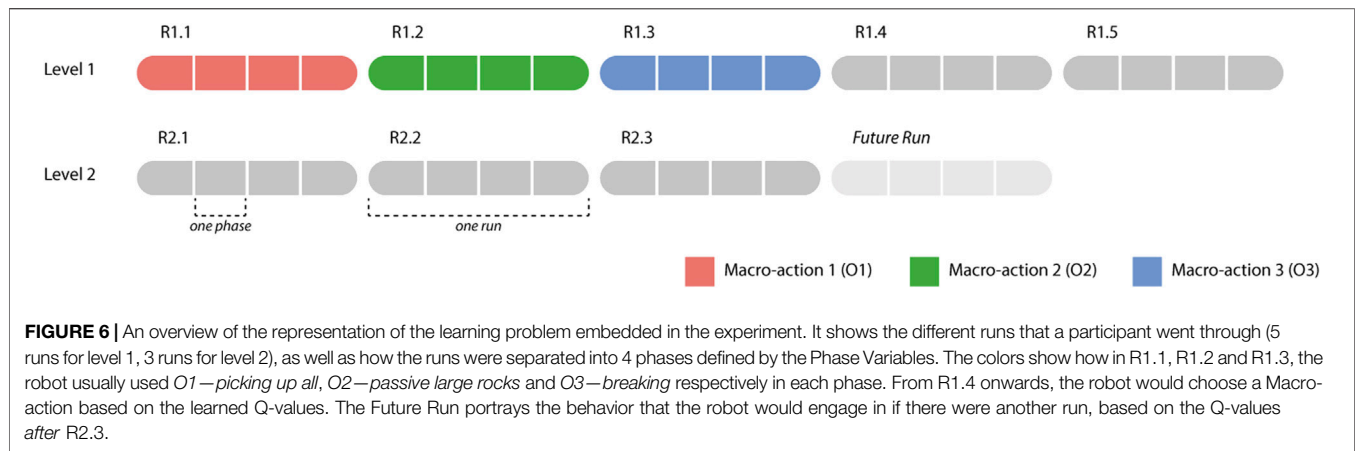 R1.1 R1.2 R1.3 R1.4 R1.5
Level 1
R2.1 R2.2 R2.3 Future Run
Level 2
one phase one run
Macro-action 1 (O1) Macro-action 2 (O2) Macro-action 3 (O3)
FIGURE 6 | An overview of the representation of the learning problem embedded in the experiment. It shows the different runs that a participant went through (5
runs for level 1, 3 runs for level 2), as well as how the runs were separated into 4 phases defined by the Phase Variables. The colors show how in R1.1, R1.2 and R1.3, the
robot usually used O1—picking up all, O2—passive large rocks and O3—breaking respectively in each phase. From R1.4 onwards, the robot would choose a Macro-
action based on the learned Q-values. The Future Run portrays the behavior that the robot would engage in if there were another run, based on the Q-values
after R2.3.